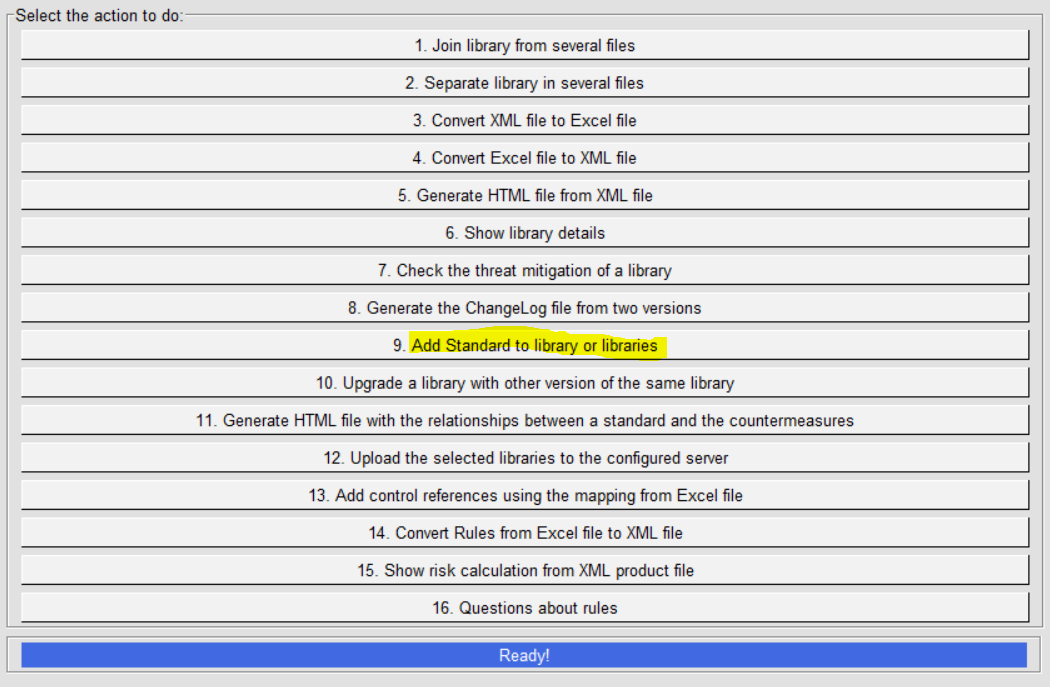 Select the action to do:
1. Join library from several files
2. Separate library in several files
3. Convert XML file to Excel file
4. Convert Excel file to XML file
5. Generate HTML file from XML file
6. Show library details
7. Check the threat mitigation of a library
8. Generate the ChangeLog file from two versions
9. Add Standard to library or libraries
10. Upgrade a library with other version of the same library
11. Generate HTML file with the relationships between a standard and the countermeasures
12. Upload the selected libraries to the configured server
13. Add control references using the mapping from Excel file
14. Convert Rules from Excel file to XML file
15. Show risk calculation from XML product file
16. Questions about rules
Ready!